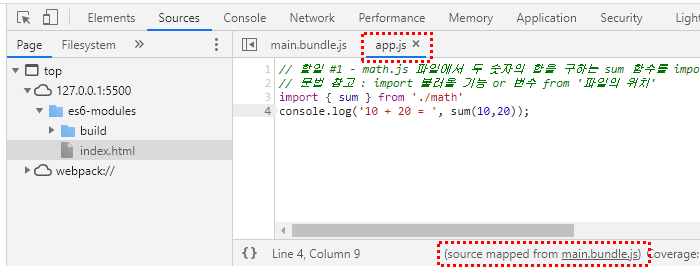 Elements Sources Console Network Performance Memory Application Security Light
Page Filesystem
main.bundle.js app.js ×
top
127.0.0.1:5500
es6-modules
build
index.html
webpack://
1 // 할일 #1 - math.js 파일에서 두 숫자의 합을 구하는 sum 함수를 impo
2 // 문법 참고 : import 불러올 기능 or 변수 from '파일의 위치'
3 import { sum } from './math'
4 console.log('10 + 20 = ', sum(10,20));
{} Line 4, Column 9 (source mapped from main.bundle.js) Coverage: